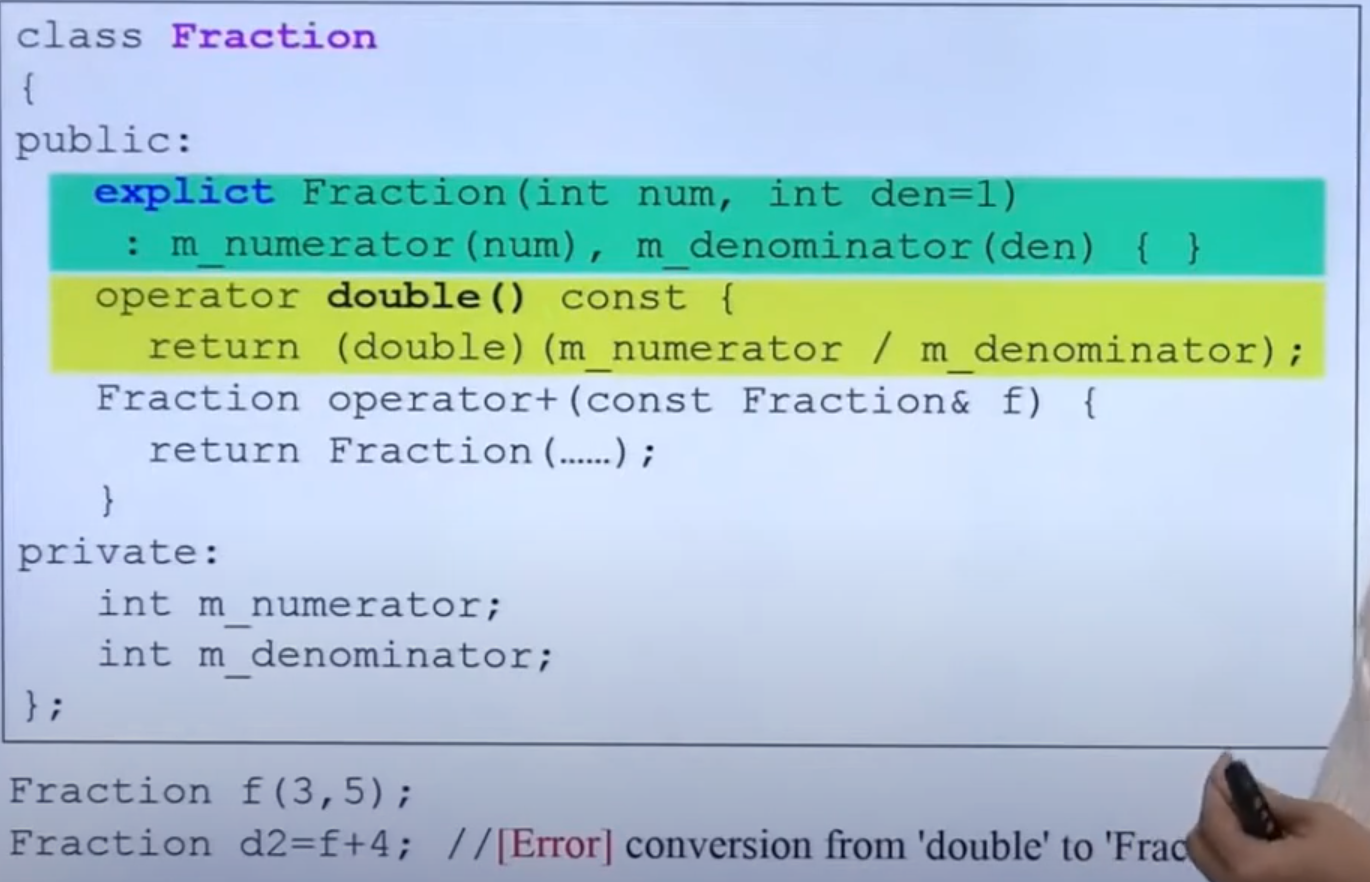 class Fraction
{
public:
explict Fraction(int num, int den=1)
: m_numerator(num), m_denominator(den) { }
operator double() const {
return (double)(m_numerator / m_denominator);
Fraction operator+(const Fraction& f) {
return Fraction(……);
}
private:
int m_numerator;
int m_denominator;
};
Fraction f(3,5);
Fraction d2=f+4; //[Error] conversion from 'double' to 'Frac